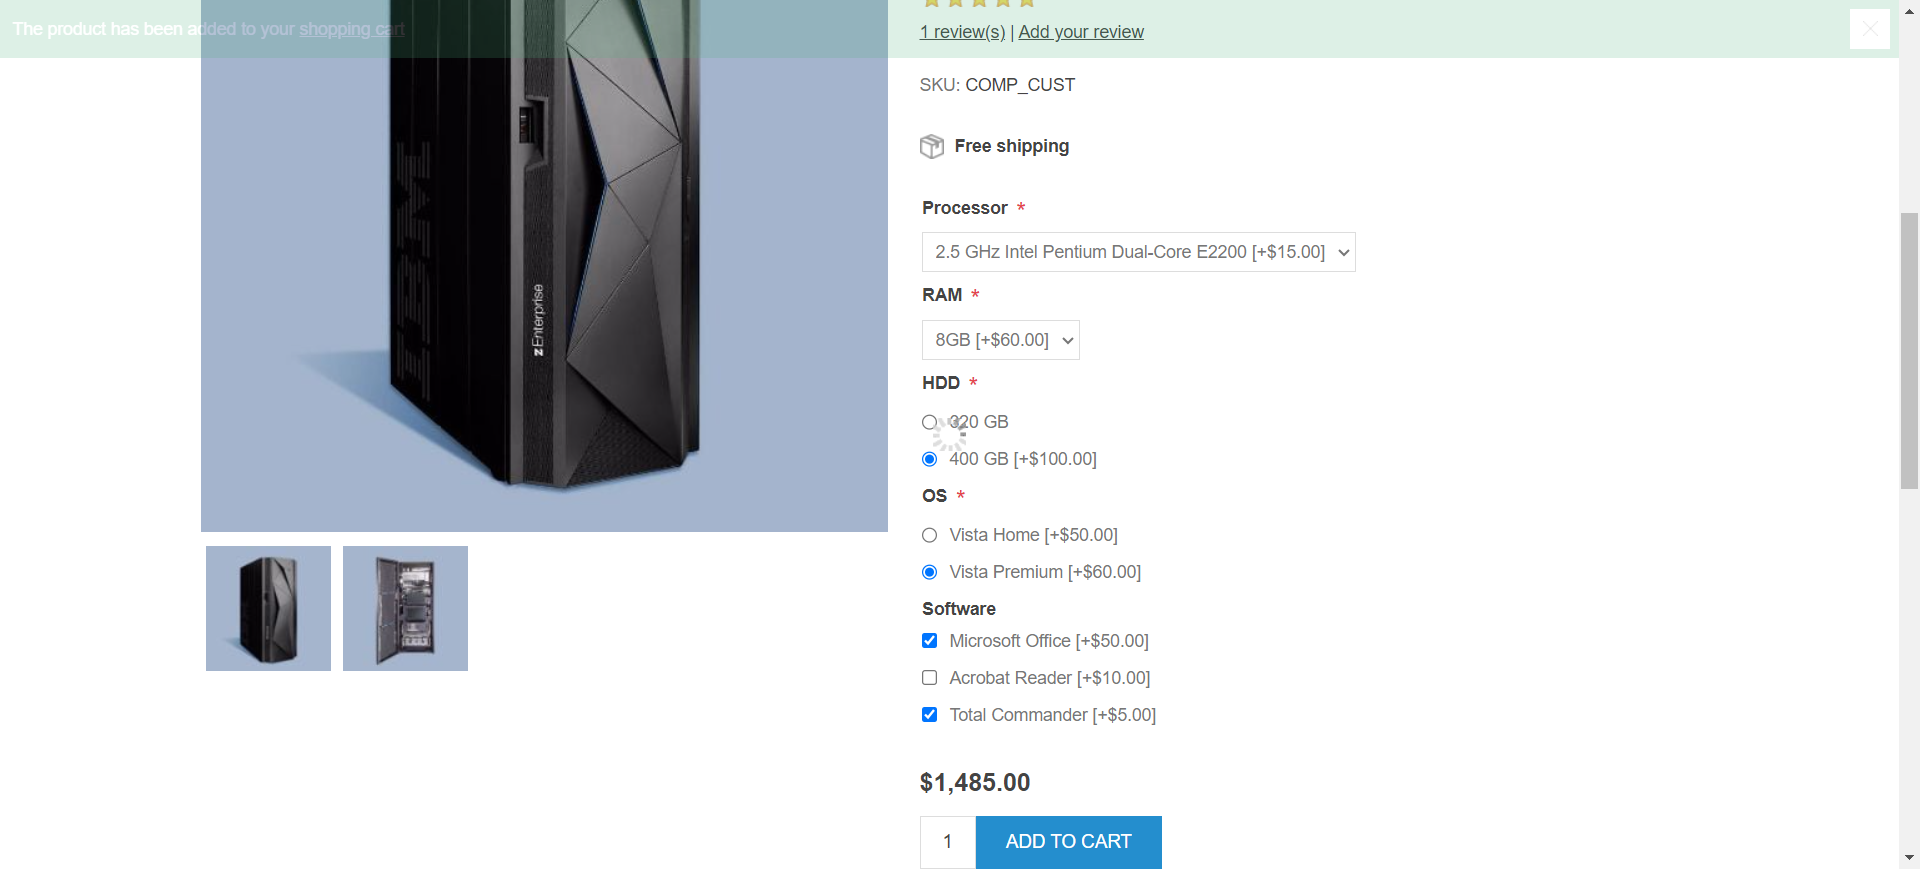 The product has been added to your shopping cart
1 review(s) | Add your review
SKU: COMP_CUST
Free shipping
Processor *
2.5 GHz Intel Pentium Dual-Core E2200 [+$15.00]
RAM *
8GB [+$60.00]
HDD *
320 GB
400 GB [+$100.00]
OS *
Vista Home [+$50.00]
Vista Premium [+$60.00]
Software
Microsoft Office [+$50.00]
Acrobat Reader [+$10.00]
Total Commander [+$5.00]
$1,485.00
1 ADD TO CART
IBM
zEnterprise